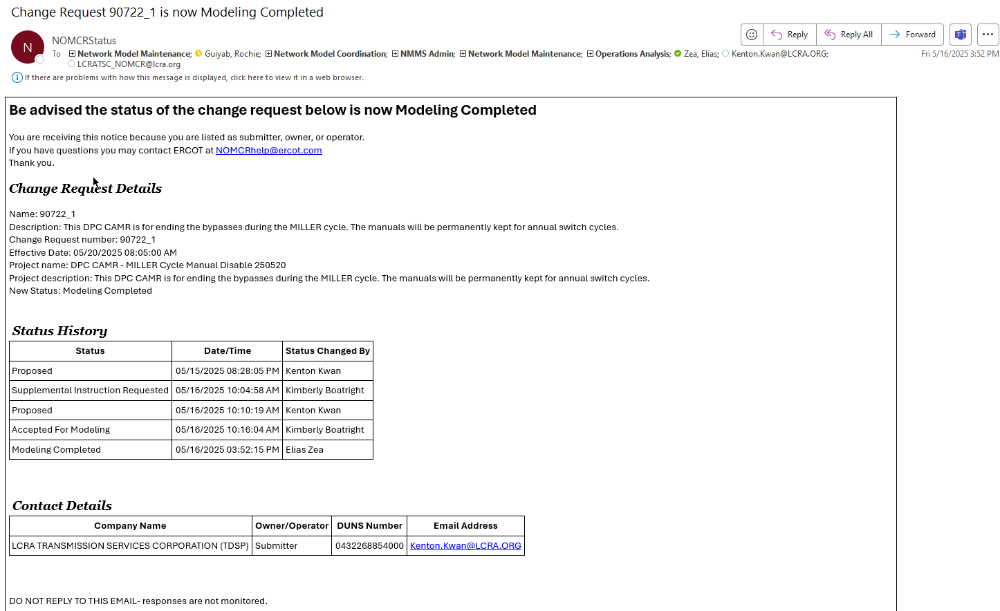 Change Request 90722_1 is now Modeling Completed
N
NOMCRStatus
Reply
Reply All
Forward
To Network Model Maintenance; Guiyab, Rochie; Network Model Coordination; NMMS Admin; Network Model Maintenance; Operations Analysis; Zea, Elias; Kenton.Kwan@LCRA.ORG;
LCRATSC_NOMCR@lcra.org
Fri 5/16/2025 3:52 PM
If there are problems with how this message is displayed, click here to view it in a web browser.
Be advised the status of the change request below is now Modeling Completed
You are receiving this notice because you are listed as submitter, owner, or operator.
If you have questions you may contact ERCOT at NOMCRhelp@ercot.com
Thank you.
Change Request Details
Name: 90722_1
Description: This DPC CAMR is for ending the bypasses during the MILLER cycle. The manuals will be permanently kept for annual switch cycles.
Change Request number: 90722_1
Effective Date: 05/20/2025 08:05:00 AM
Project name: DPC CAMR - MILLER Cycle Manual Disable 250520
Project description: This DPC CAMR is for ending the bypasses during the MILLER cycle. The manuals will be permanently kept for annual switch cycles.
New Status: Modeling Completed
Status History
Status Date/Time Status Changed By
Proposed 05/15/2025 08:28:05 PM Kenton Kwan
Supplemental Instruction Requested 05/16/2025 10:04:58 AM Kimberly Boatright
Proposed 05/16/2025 10:10:19 AM Kenton Kwan
Accepted For Modeling 05/16/2025 10:16:04 AM Kimberly Boatright
Modeling Completed 05/16/2025 03:52:15 PM Elias Zea
Contact Details
Company Name Owner/Operator DUNS Number Email Address
LCRA TRANSMISSION SERVICES CORPORATION (TDSP) Submitter 0432268854000 Kenton.Kwan@LCRA.ORG
DO NOT REPLY TO THIS EMAIL- responses are not monitored.